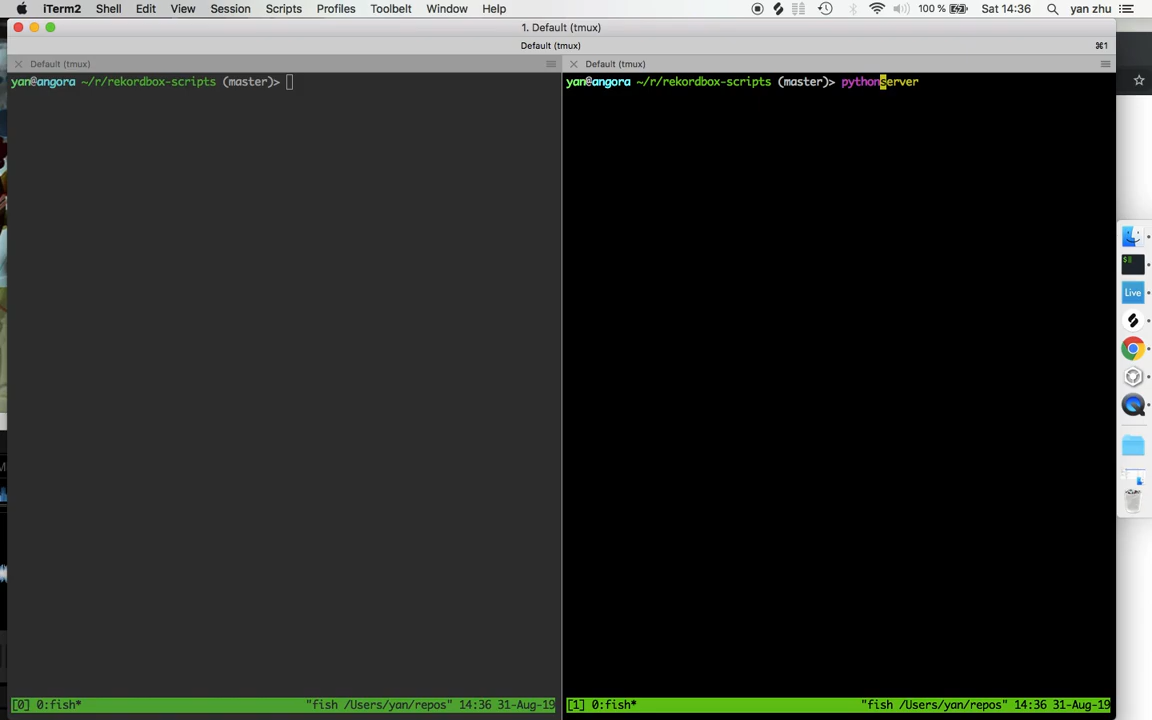 iTerm2 Shell Edit View Session Scripts Profiles Toolbelt Window Help 100 % Sat 14:36 yan zhu
1. Default (tmux)
Default (tmux) ⌘1
Default (tmux)
Default (tmux)
yan@angora ~/r/rekordbox-scripts (master)>
yan@angora ~/r/rekordbox-scripts (master)> pythonserver
Live
[0] 0:fish* "fish /Users/yan/repos" 14:36 31-Aug-19
[1] 0:fish* "fish /Users/yan/repos" 14:36 31-Aug-19